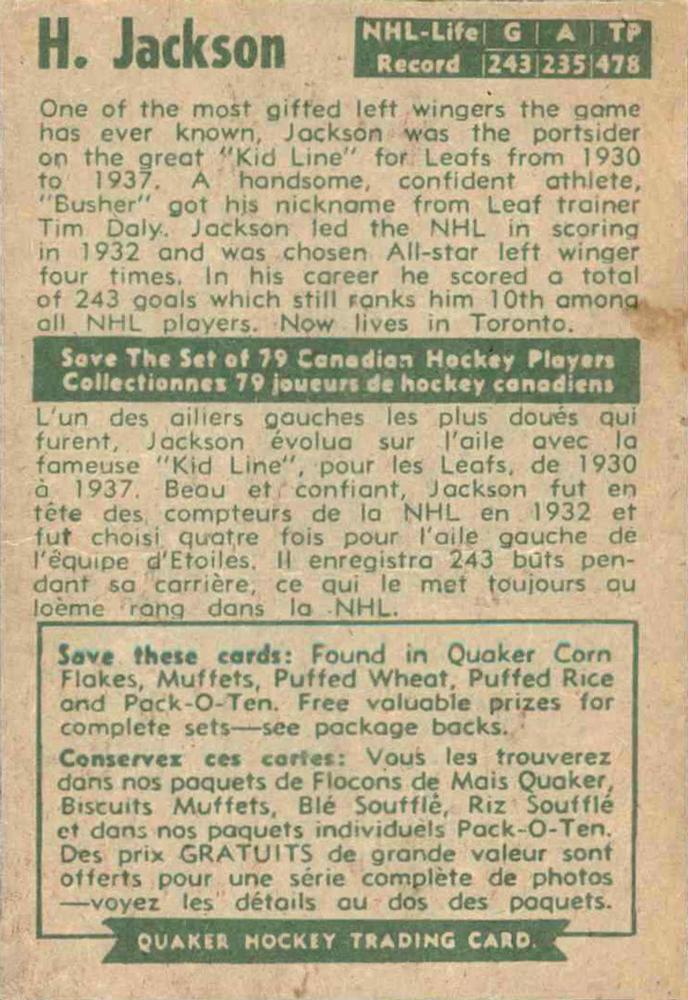 H. Jackson
NHL-Life G A TP
Record 243 235 478
One of the most gifted left wingers the game
has ever known, Jackson was the portsider
on the great "Kid Line" for Leafs from 1930
to 1937. A handsome, confident athlete,
"Busher" got his nickname from Leaf trainer
Tim Daly. Jackson led the NHL in scoring
in 1932 and was chosen All-star left winger
four times. In his career he scored a total
of 243 goals which still ranks him 10th among
all NHL players. Now lives in Toronto.
Save The Set of 79 Canadian Hockey Players
Collectionnez 79 joueurs de hockey canadiens
L'un des ailiers gauches les plus doués qui
furent, Jackson évolua sur l'aile avec la
fameuse "Kid Line", pour les Leafs, de 1930
à 1937. Beau et confiant, Jackson fut en
tête des compteurs de la NHL en 1932 et
fut choisi quatre fois pour l'aile gauche de
l'équipe d'Etoiles. Il enregistra 243 buts pen-
dant sa carrière, ce qui le met toujours au
loème rang dans la NHL.
Save these cards: Found in Quaker Corn
Flakes, Muffets, Puffed Wheat, Puffed Rice
and Pack-O-Ten. Free valuable prizes for
complete sets—see package backs.
Conservez ces cartes: Vous les trouverez
dans nos paquets de Flocons de Mais Quaker,
Biscuits Muffets, Blé Soufflé, Riz Soufflé
et dans nos paquets individuels Pack-O-Ten.
Des prix GRATUITS de grande valeur sont
offerts pour une série complète de photos
—voyez les détails au dos des paquets.
QUAKER HOCKEY TRADING CARD.